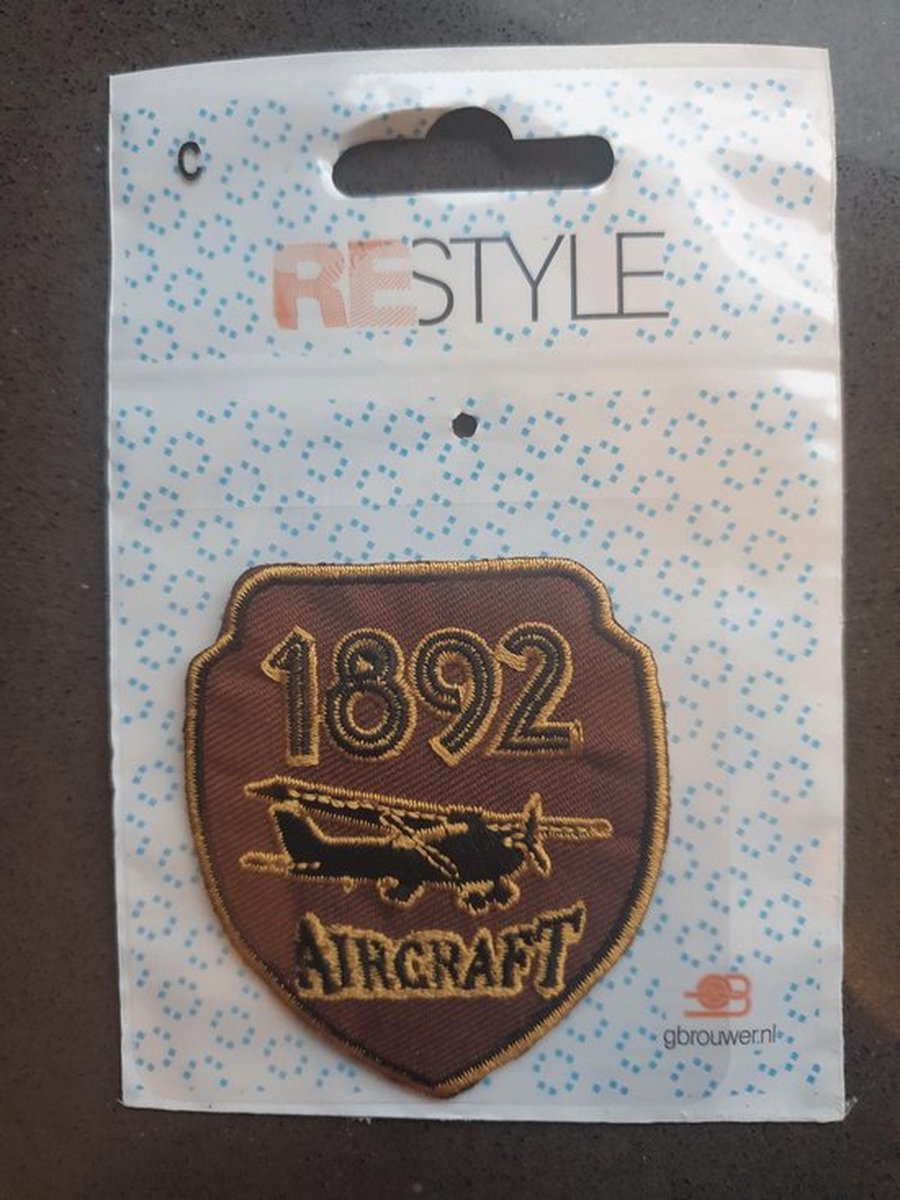 C
RESTYLE
1892
AIRCRAFT
gbrouwer.nl